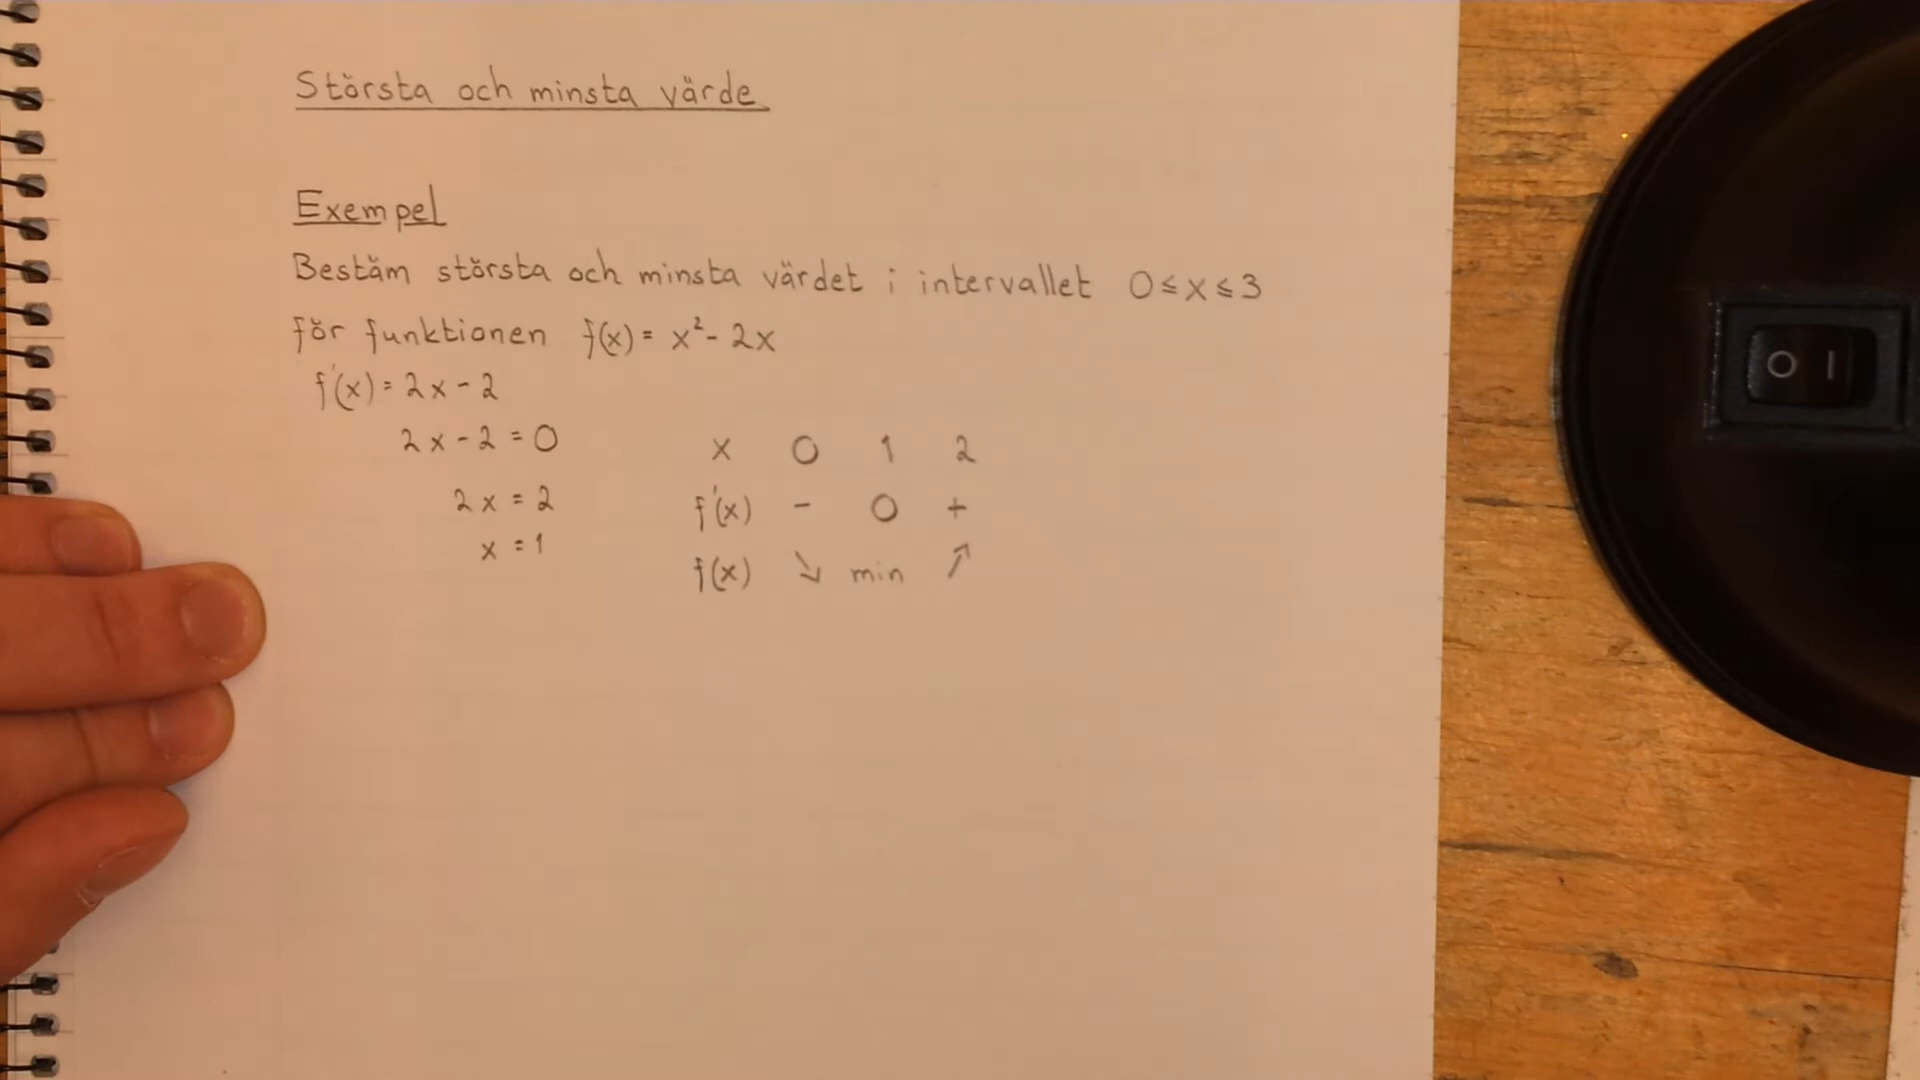 Största och minsta värde
Exempel
Bestäm största och minsta värdet i intervallet 0 ≤ x ≤ 3
för funktionen f(x) = x² - 2x
f'(x) = 2x - 2
2x - 2 = 0
2x = 2
x = 1
x 0 1 2
f'(x) - 0 +
f(x) ↘ min ↗
O I